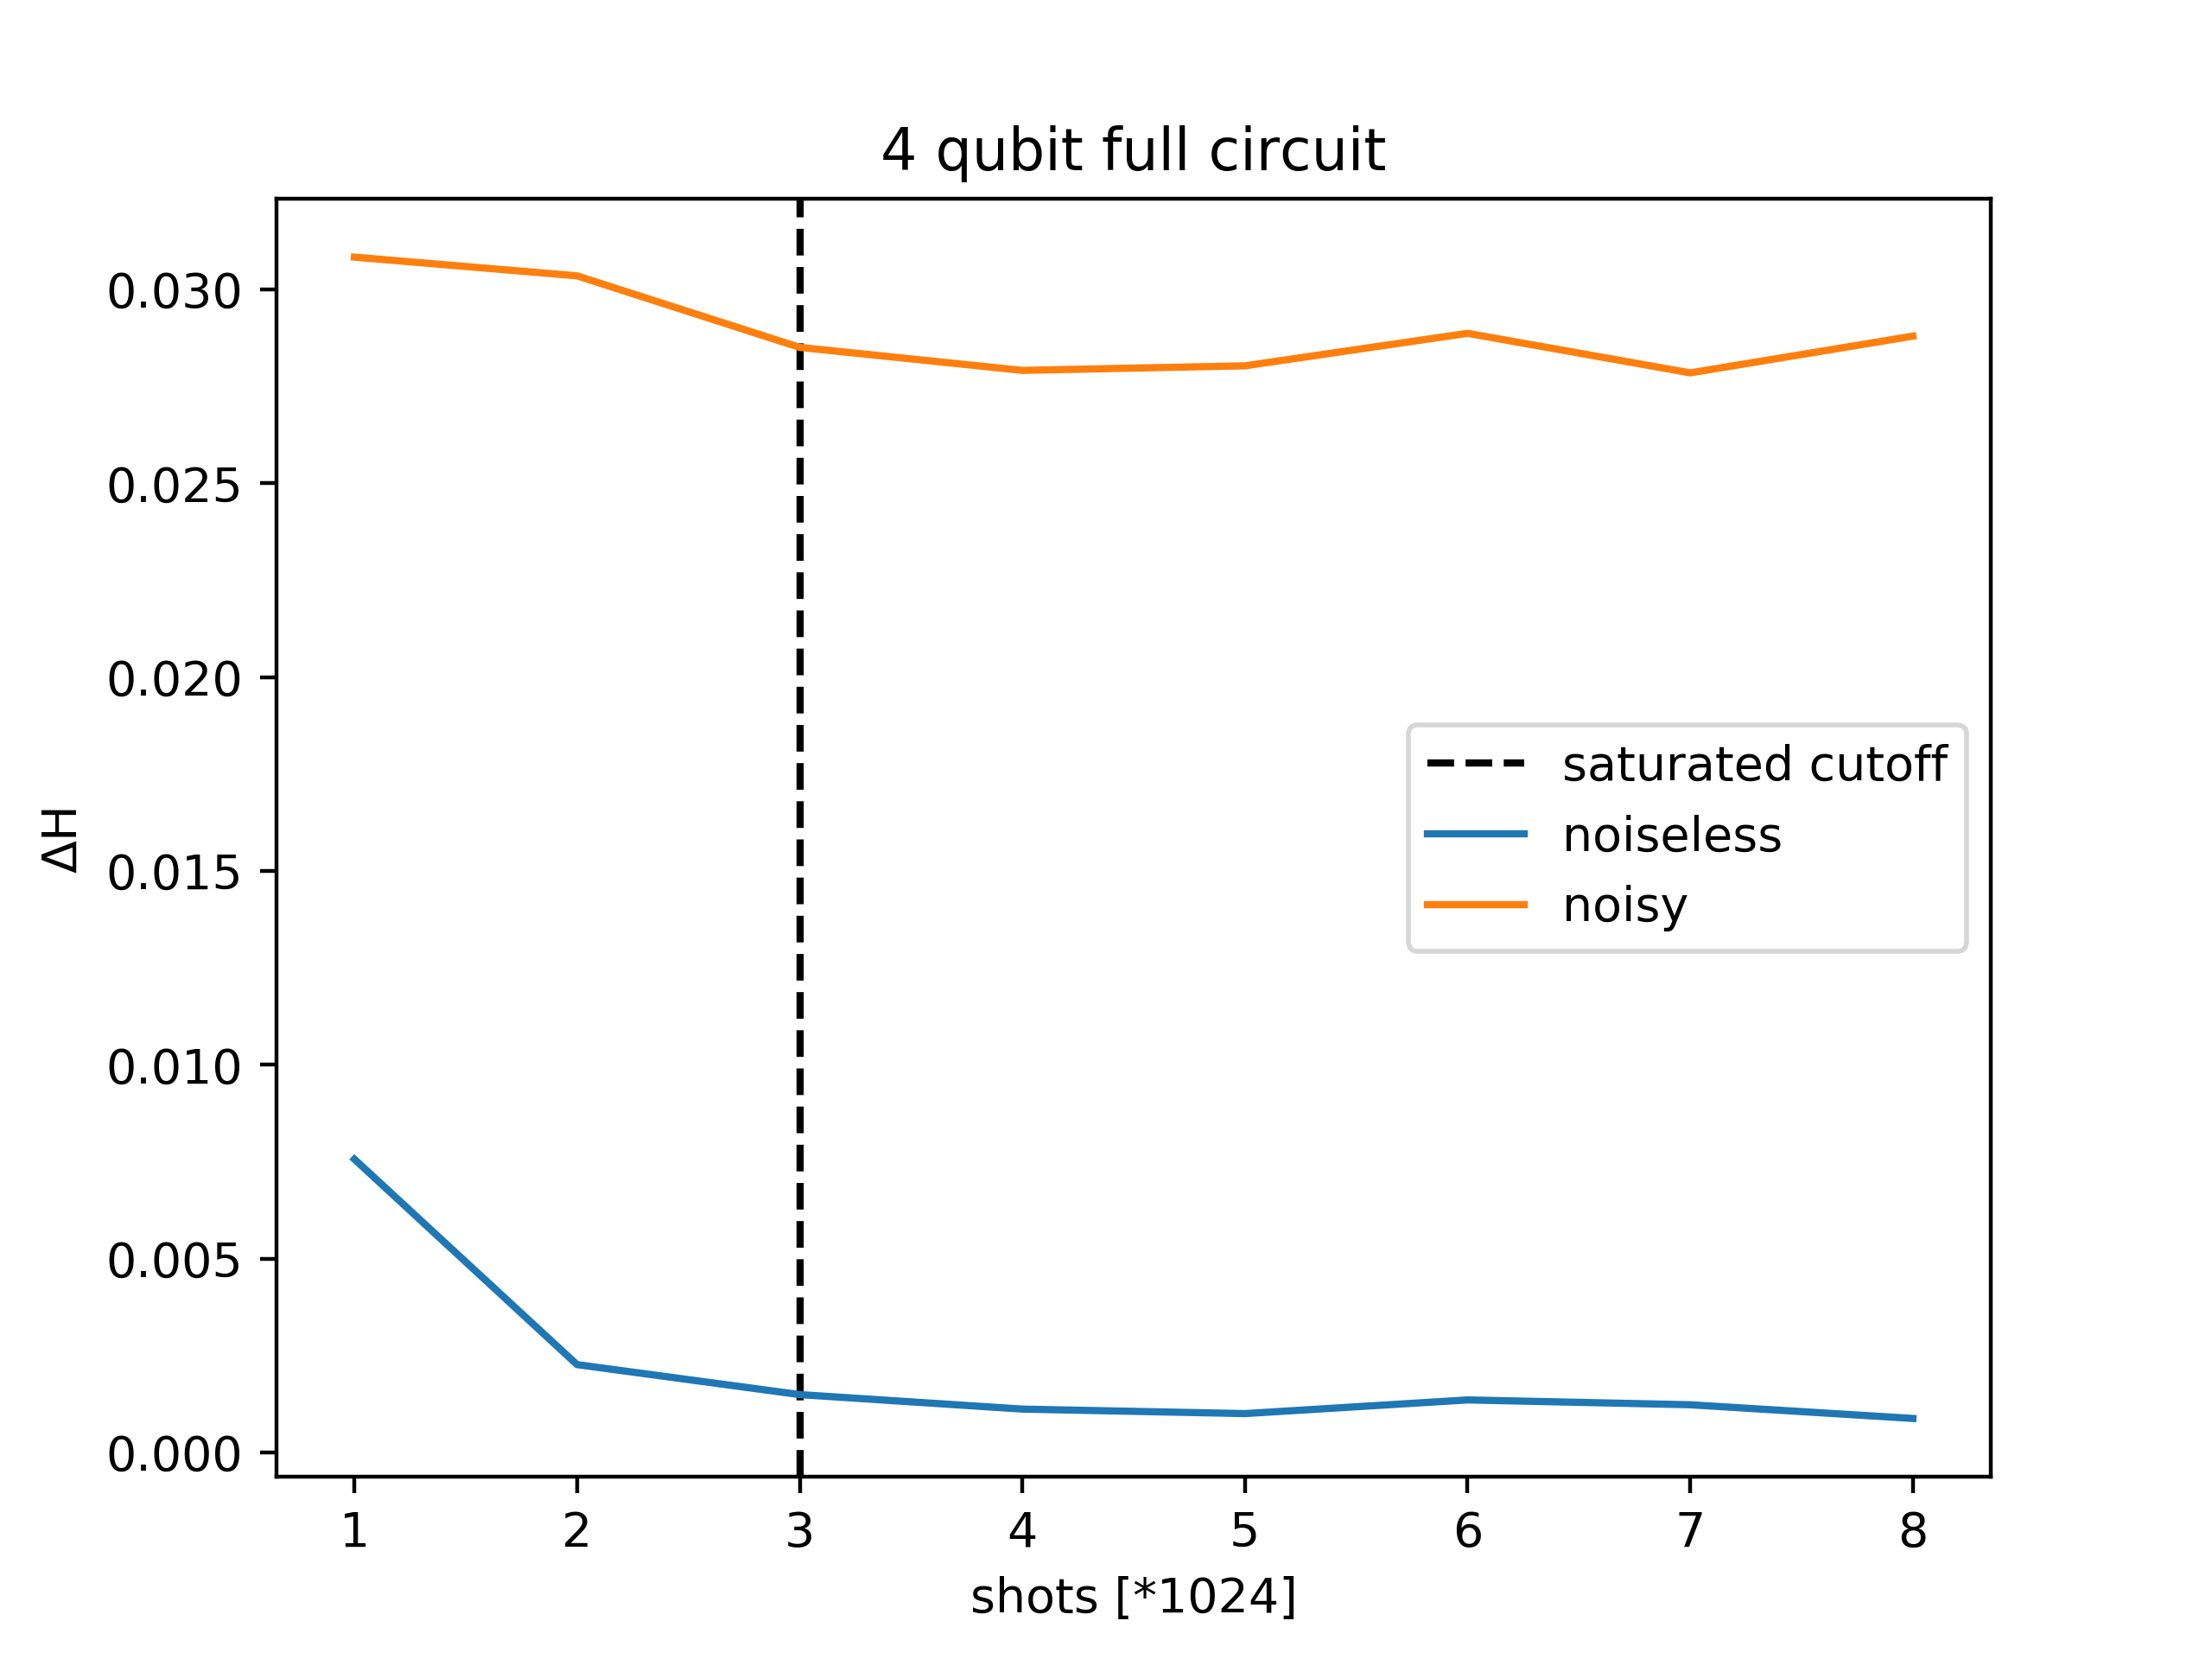 4 qubit full circuit
0.030
0.025
0.020
0.015
0.010
0.005
0.000
ΔH
saturated cutoff
noiseless
noisy
1 2 3 4 5 6 7 8
shots [*1024]